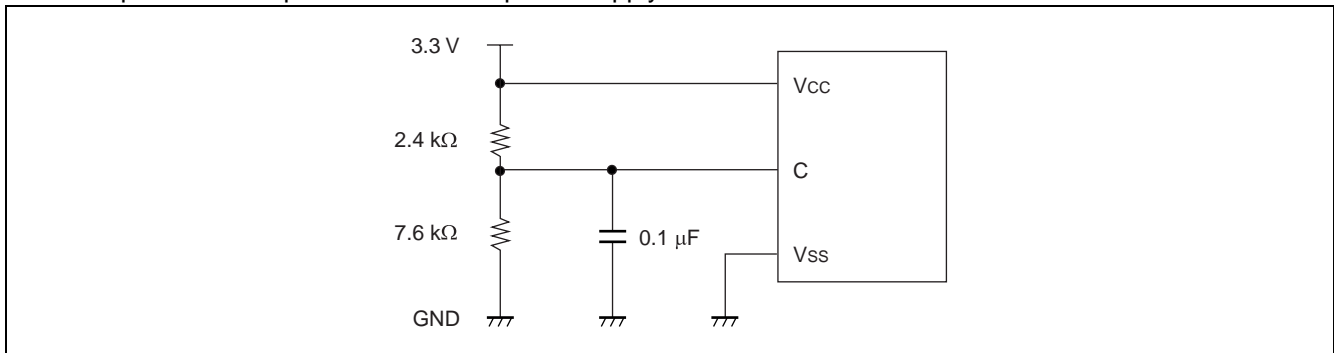 3.3 V
VCC
2.4 kΩ
C
7.6 kΩ
0.1 μF
VSS
GND